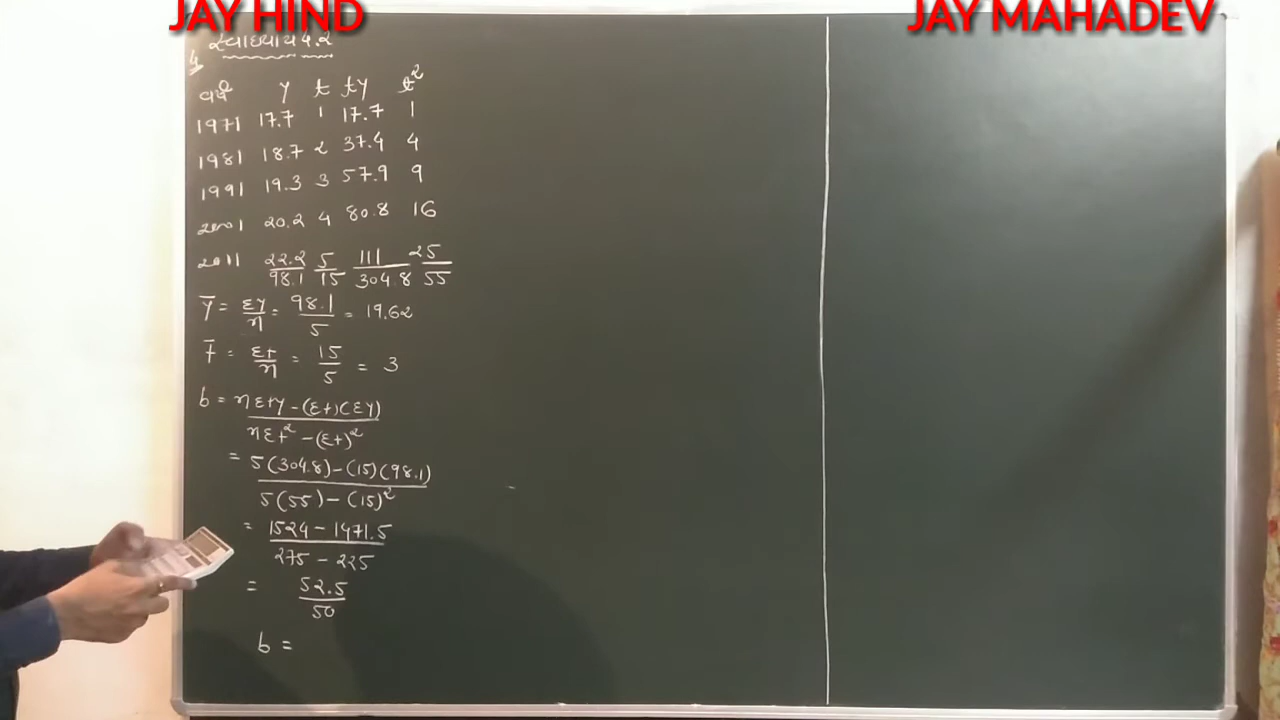 JAY HIND
JAY MAHADEV
સ્વાધ્યાય ૫.૨
વર્ષ y t ty t²
1971 17.7 1 17.7 1
1981 18.7 2 37.4 4
1991 19.3 3 57.9 9
2001 20.2 4 80.8 16
2011 22.2 5 111 25
98.1 15 304.8 55
ȳ = Σy/n = 98.1/5 = 19.62
t̄ = Σt/n = 15/5 = 3
b = nΣty - (Σt)(Σy) / nΣt² - (Σt)²
= 5(304.8) - (15)(98.1) / 5(55) - (15)²
= 1524 - 1471.5 / 275 - 225
= 52.5 / 50
b =